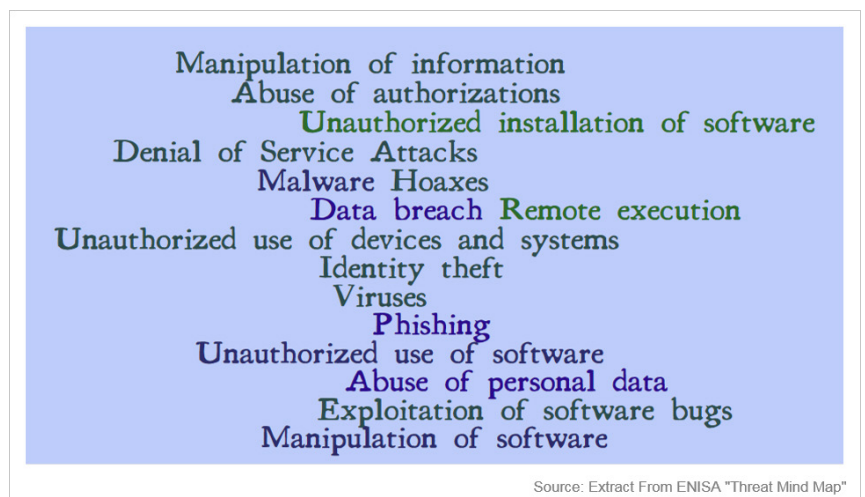 Manipulation of information
Abuse of authorizations
Unauthorized installation of software
Denial of Service Attacks
Malware Hoaxes
Data breach Remote execution
Unauthorized use of devices and systems
Identity theft
Viruses
Phishing
Unauthorized use of software
Abuse of personal data
Exploitation of software bugs
Manipulation of software
Source: Extract From ENISA "Threat Mind Map"